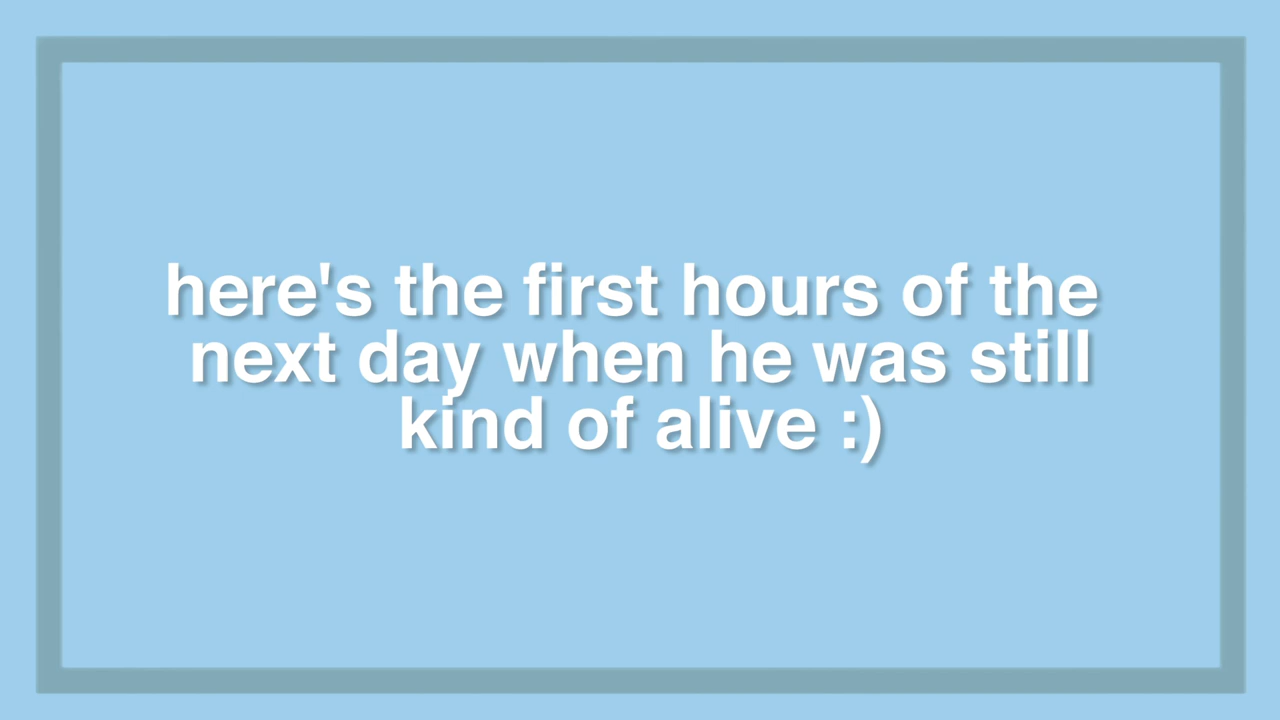 here's the first hours of the
next day when he was still
kind of alive :)